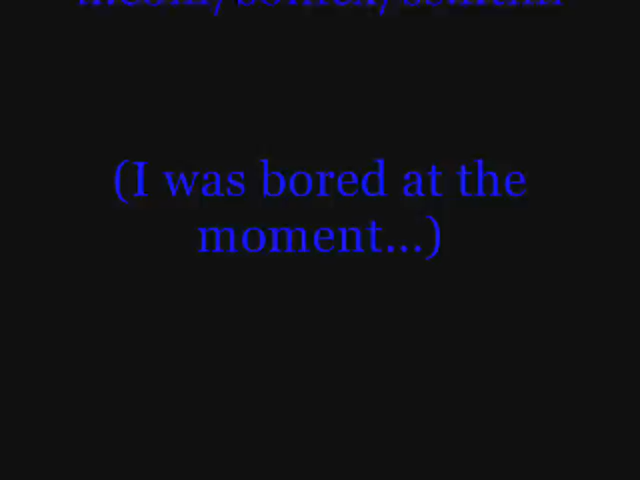 (I was bored at the
moment...)